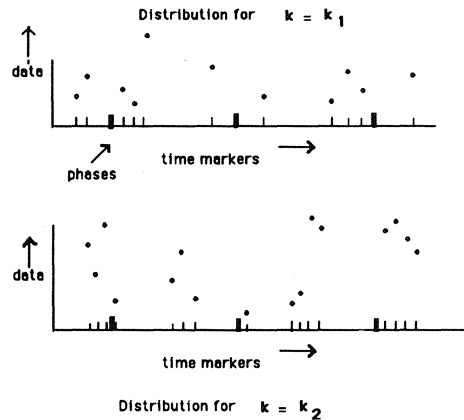 Distribution for k = k1
data
time markers
phases
data
time markers
Distribution for k = k2